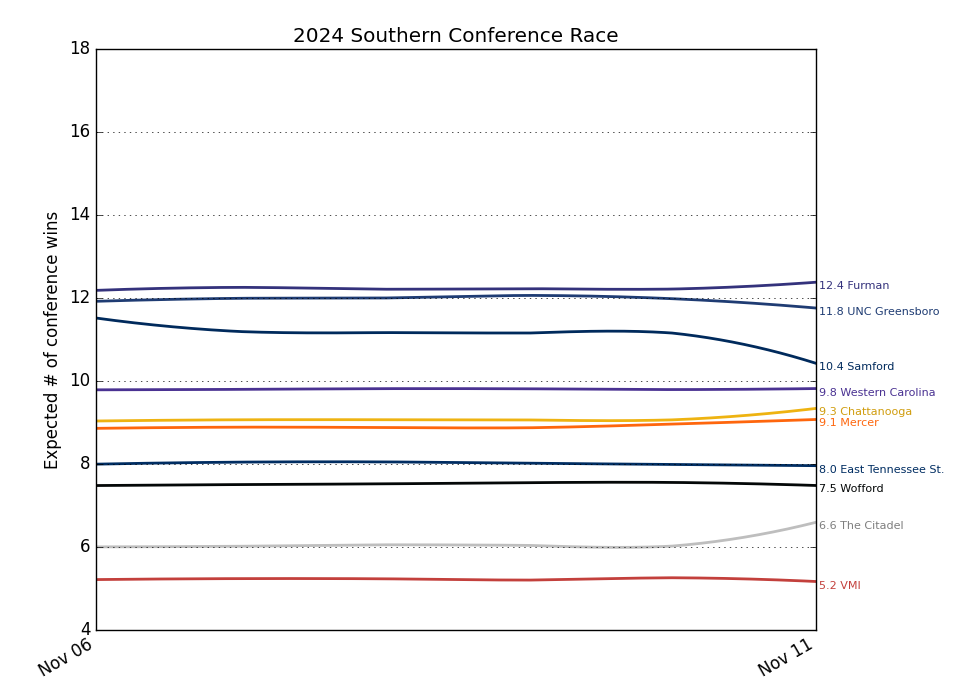 2024 Southern Conference Race
Expected # of conference wins
18
16
14
12
10
8
6
4
12.4 Furman
11.8 UNC Greensboro
10.4 Samford
9.8 Western Carolina
9.3 Chattanooga
9.1 Mercer
8.0 East Tennessee St.
7.5 Wofford
6.6 The Citadel
5.2 VMI
Nov 06
Nov 11